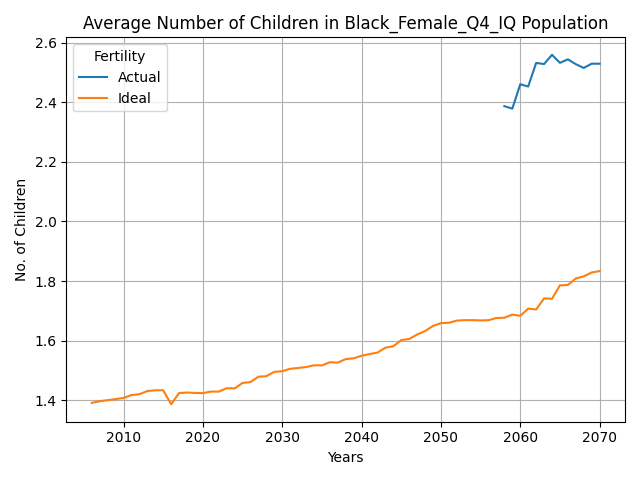 Average Number of Children in Black_Female_Q4_IQ Population
Fertility
Actual
Ideal
No. of Children
2.6
2.4
2.2
2.0
1.8
1.6
1.4
2010 2020 2030 2040 2050 2060 2070
Years